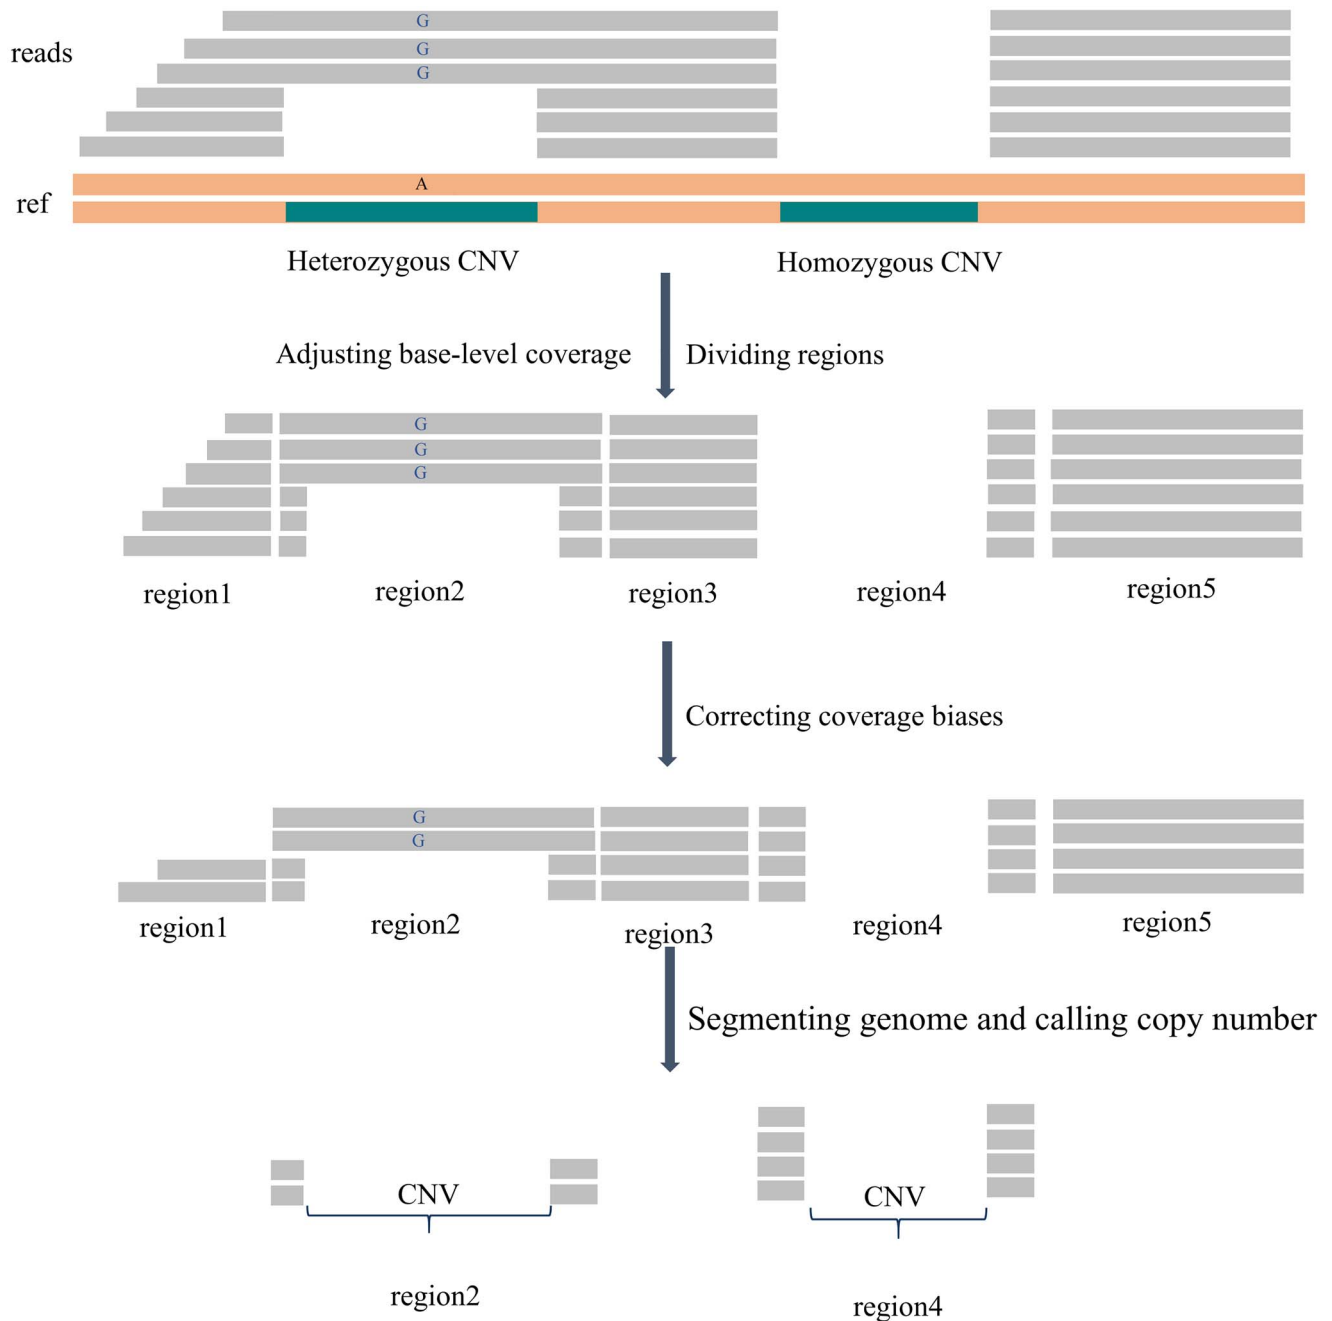 G
reads
G
G
A
ref
Heterozygous CNV
Homozygous CNV
Adjusting base-level coverage
Dividing regions
G
G
G
region1
region2
region3
region4
region5
Correcting coverage biases
G
G
region1
region2
region3
region4
region5
Segmenting genome and calling copy number
CNV
CNV
region2
region4